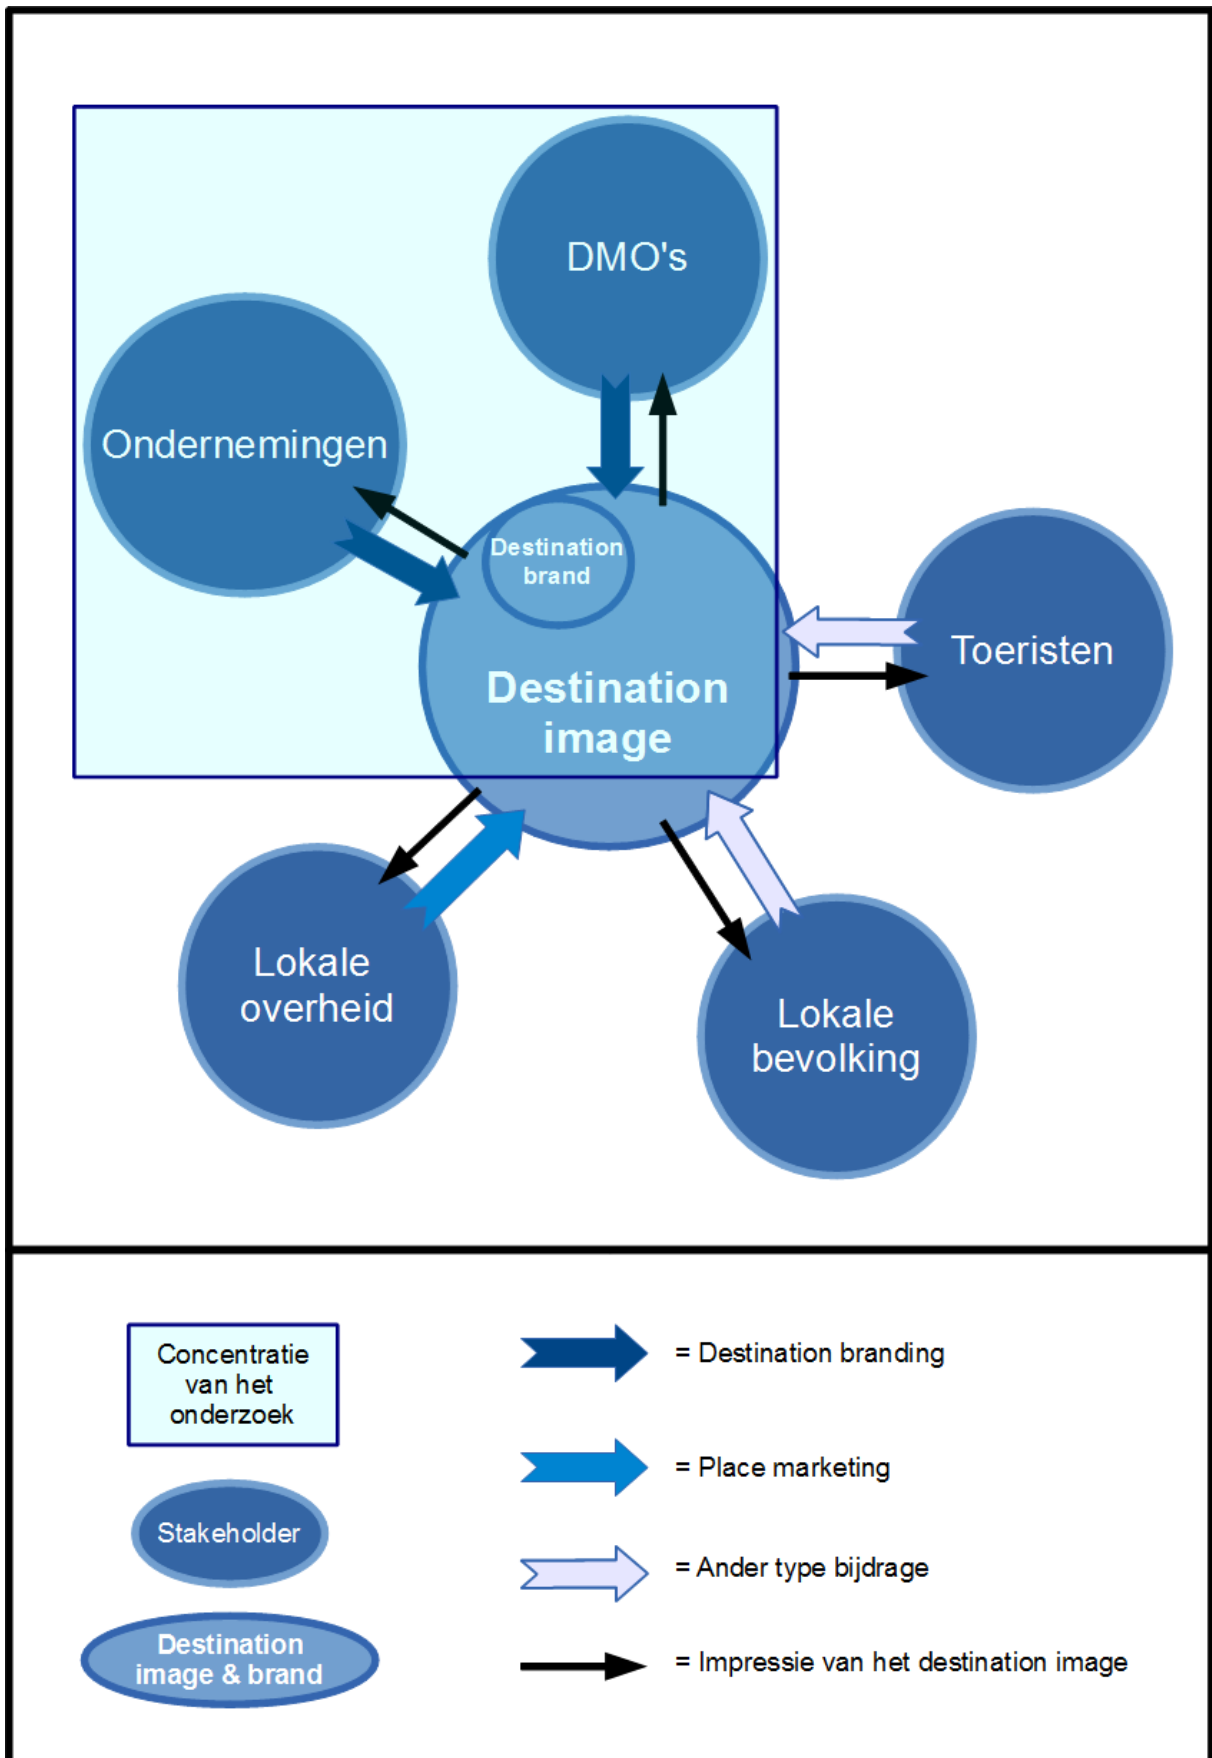 DMO's
Ondernemingen
Destination
brand
Toeristen
Destination
image
Lokale
overheid
Lokale
bevolking
Concentratie
van het
onderzoek
Stakeholder
Destination
image & brand
= Destination branding
= Place marketing
= Ander type bijdrage
= Impressie van het destination image